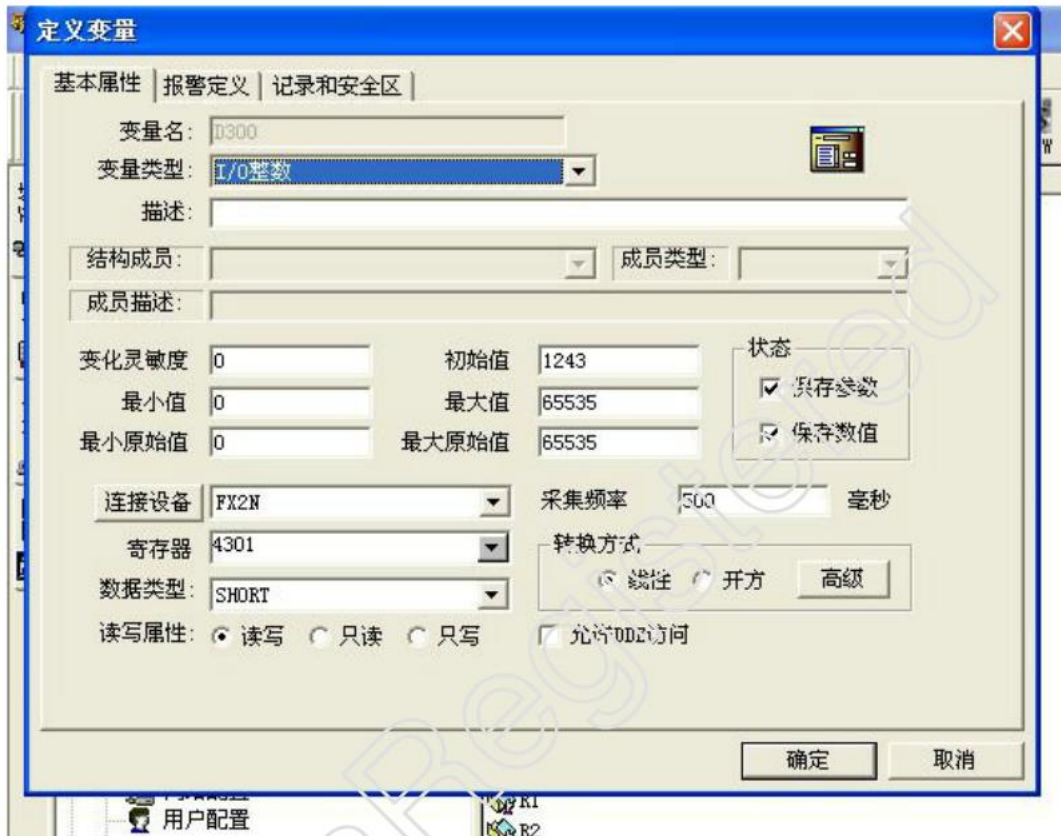 定义变量
基本属性 报警定义 记录和安全区
变量名: D300
变量类型: I/O整数
描述:
结构成员: 成员类型:
成员描述:
变化灵敏度 0 初始值 1243 状态
最小值 0 最大值 65535 保存参数
最小原始值 0 最大原始值 65535 保存数值
连接设备 FX2N 采集频率 500 毫秒
寄存器 4301 转换方式
数据类型: SHORT 线性 开方 高级
读写属性: 读写 只读 只写 允许DDE访问
确定 取消
用户配置
R1
R2
Registered